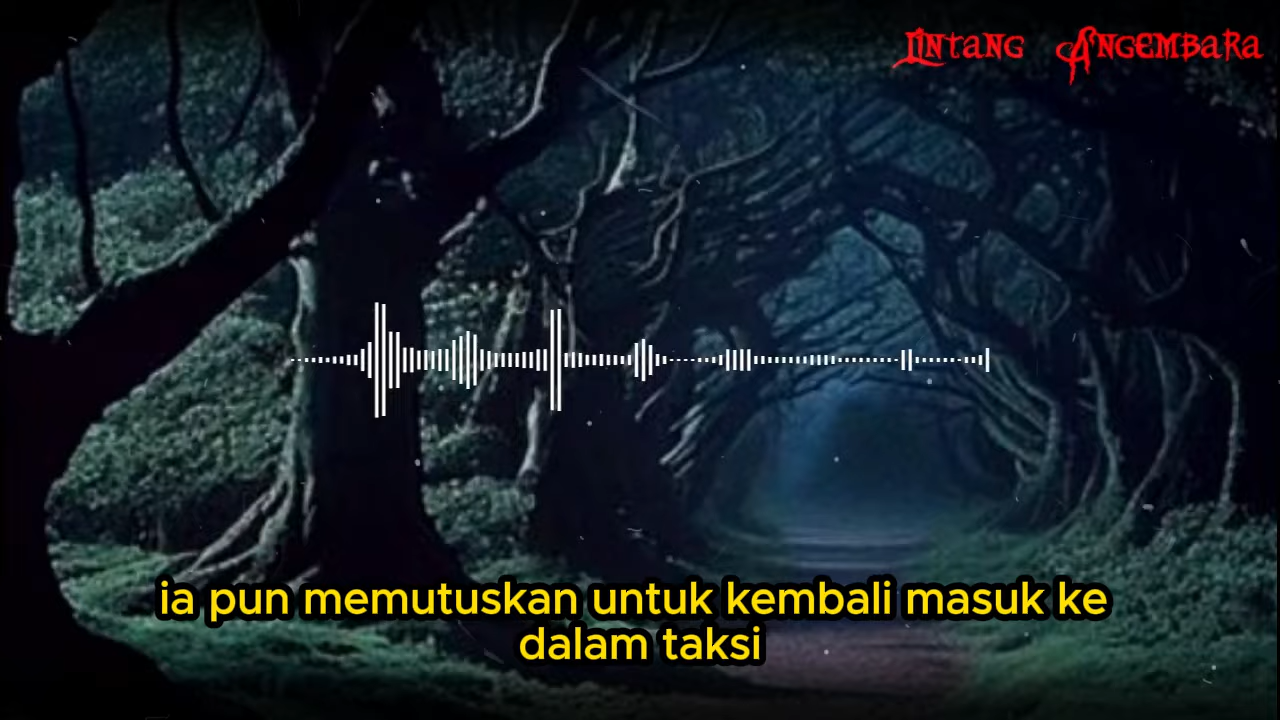 Lintang Angembara
ia pun memutuskan untuk kembali masuk ke
dalam taksi